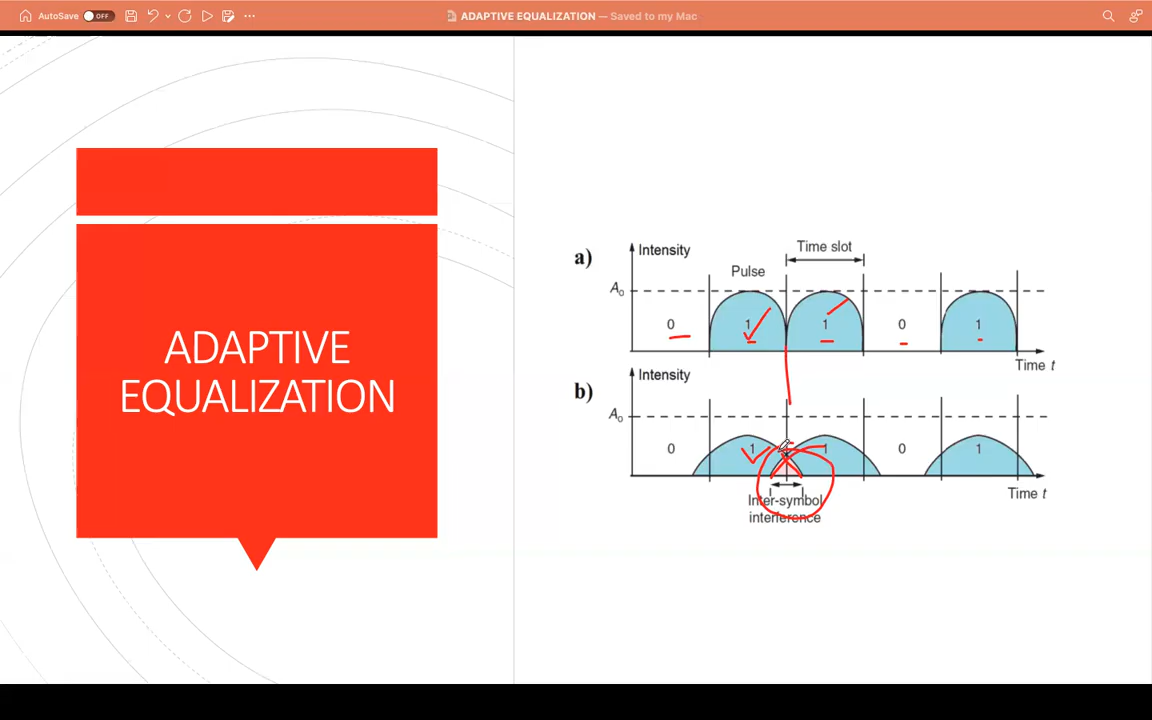 AutoSave OFF
ADAPTIVE EQUALIZATION — Saved to my Mac
ADAPTIVE
EQUALIZATION
a)
Intensity
Time slot
Pulse
A₀
0 1 1 0 1
Time t
b)
Intensity
A₀
0 1 1 0 1
Time t
Inter-symbol
interference